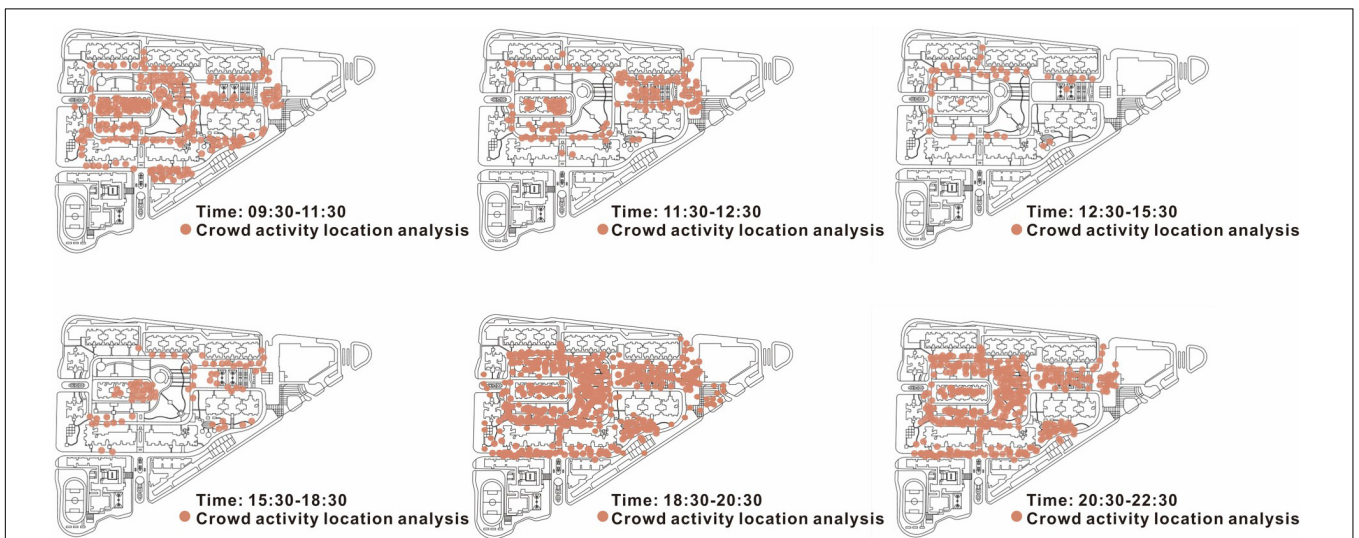 Time: 09:30-11:30
Crowd activity location analysis
Time: 11:30-12:30
Crowd activity location analysis
Time: 12:30-15:30
Crowd activity location analysis
Time: 15:30-18:30
Crowd activity location analysis
Time: 18:30-20:30
Crowd activity location analysis
Time: 20:30-22:30
Crowd activity location analysis